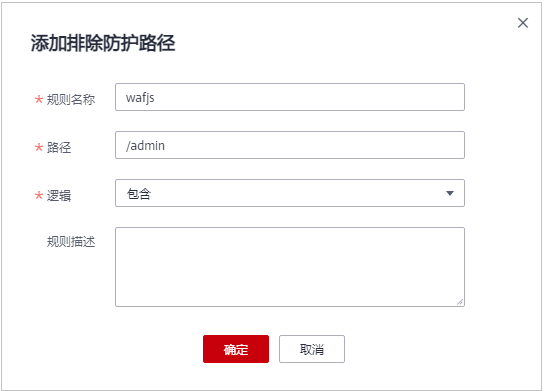 添加排除防护路径
* 规则名称 wafjs
* 路径 /admin
* 逻辑 包含
规则描述
确定 取消